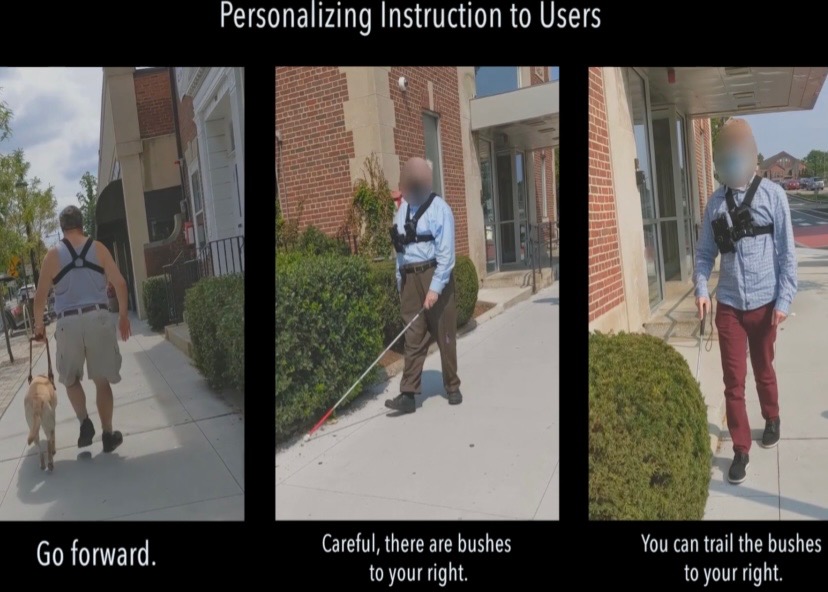 Personalizing Instruction to Users
Go forward.
Careful, there are bushes
to your right.
You can trail the bushes
to your right.